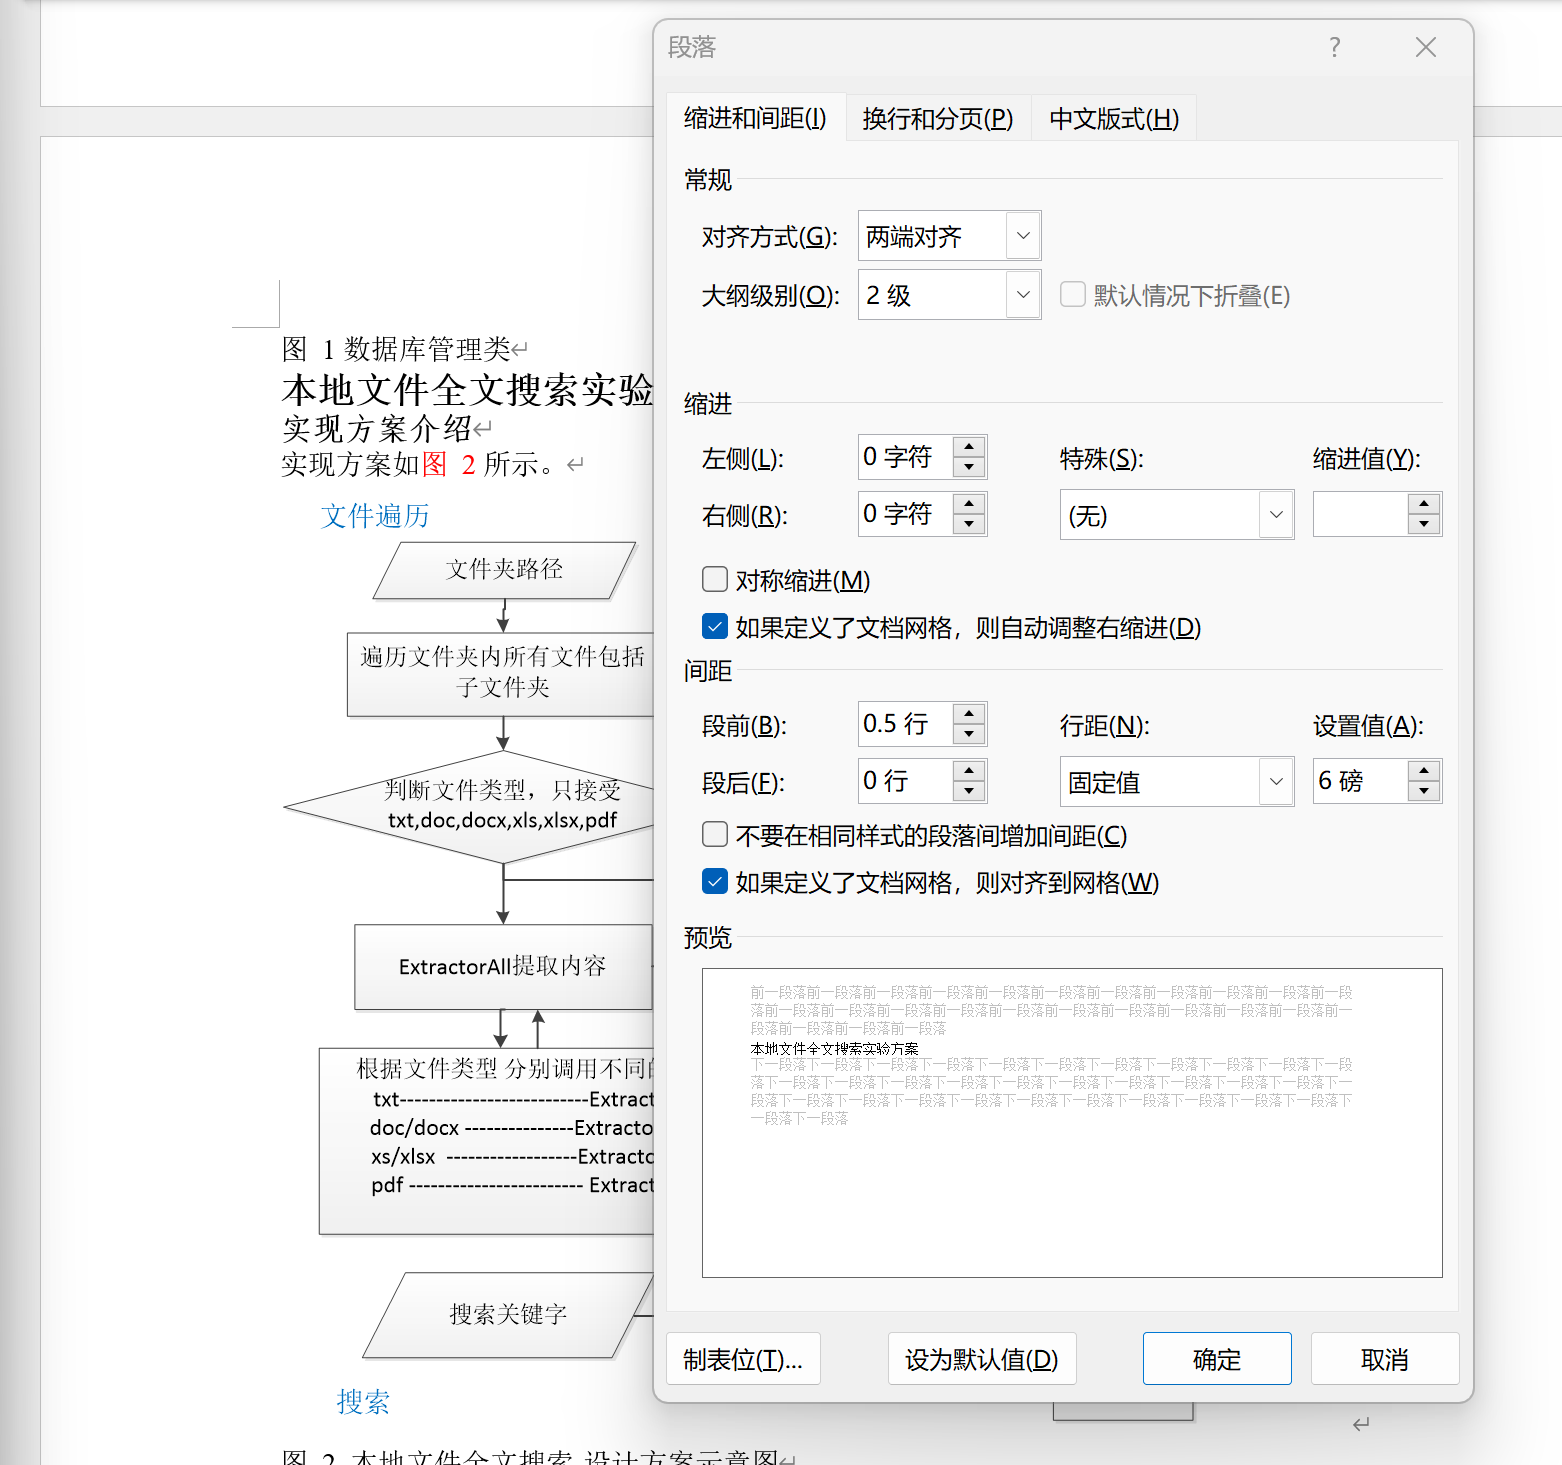 图 1 数据库管理类
本地文件全文搜索实验
实现方案介绍
实现方案如图 2 所示。
文件遍历
文件夹路径
遍历文件夹内所有文件包括
子文件夹
判断文件类型，只接受
txt,doc,docx,xls,xlsx,pdf
ExtractorAll提取内容
根据文件类型 分别调用不同的
txt--------------------------Extract
doc/docx ---------------Extracto
xs/xlsx ------------------Extracto
pdf ------------------------ Extract
搜索关键字
搜索
图 2 本地文件全文搜索 设计方案示意图
段落
?
缩进和间距(I) 换行和分页(P) 中文版式(H)
常规
对齐方式(G): 两端对齐
大纲级别(O): 2 级 默认情况下折叠(E)
缩进
左侧(L): 0 字符 特殊(S): 缩进值(Y):
右侧(R): 0 字符 (无)
对称缩进(M)
如果定义了文档网格，则自动调整右缩进(D)
间距
段前(B): 0.5 行 行距(N): 设置值(A):
段后(F): 0 行 固定值 6 磅
不要在相同样式的段落间增加间距(C)
如果定义了文档网格，则对齐到网格(W)
预览
前一段落前一段落前一段落前一段落前一段落前一段落前一段落前一段落前一段落前一段落前一段
落前一段落前一段落前一段落前一段落前一段落前一段落前一段落前一段落前一段落前一段落前一
段落前一段落前一段落前一段落
本地文件全文搜索实验方案
下一段落下一段落下一段落下一段落下一段落下一段落下一段落下一段落下一段落下一段落下一段
落下一段落下一段落下一段落下一段落下一段落下一段落下一段落下一段落下一段落下一段落下一
段落下一段落下一段落下一段落下一段落下一段落下一段落下一段落下一段落下一段落下一段落下
一段落下一段落
制表位(T)... 设为默认值(D) 确定 取消